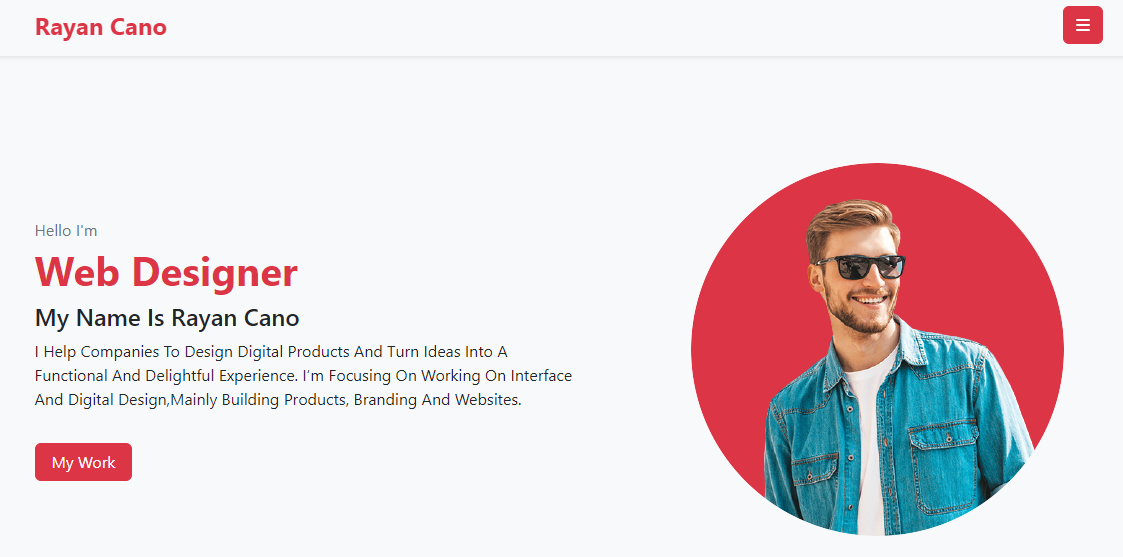 Rayan Cano
Hello I'm
Web Designer
My Name Is Rayan Cano
I Help Companies To Design Digital Products And Turn Ideas Into A
Functional And Delightful Experience. I'm Focusing On Working On Interface
And Digital Design,Mainly Building Products, Branding And Websites.
My Work